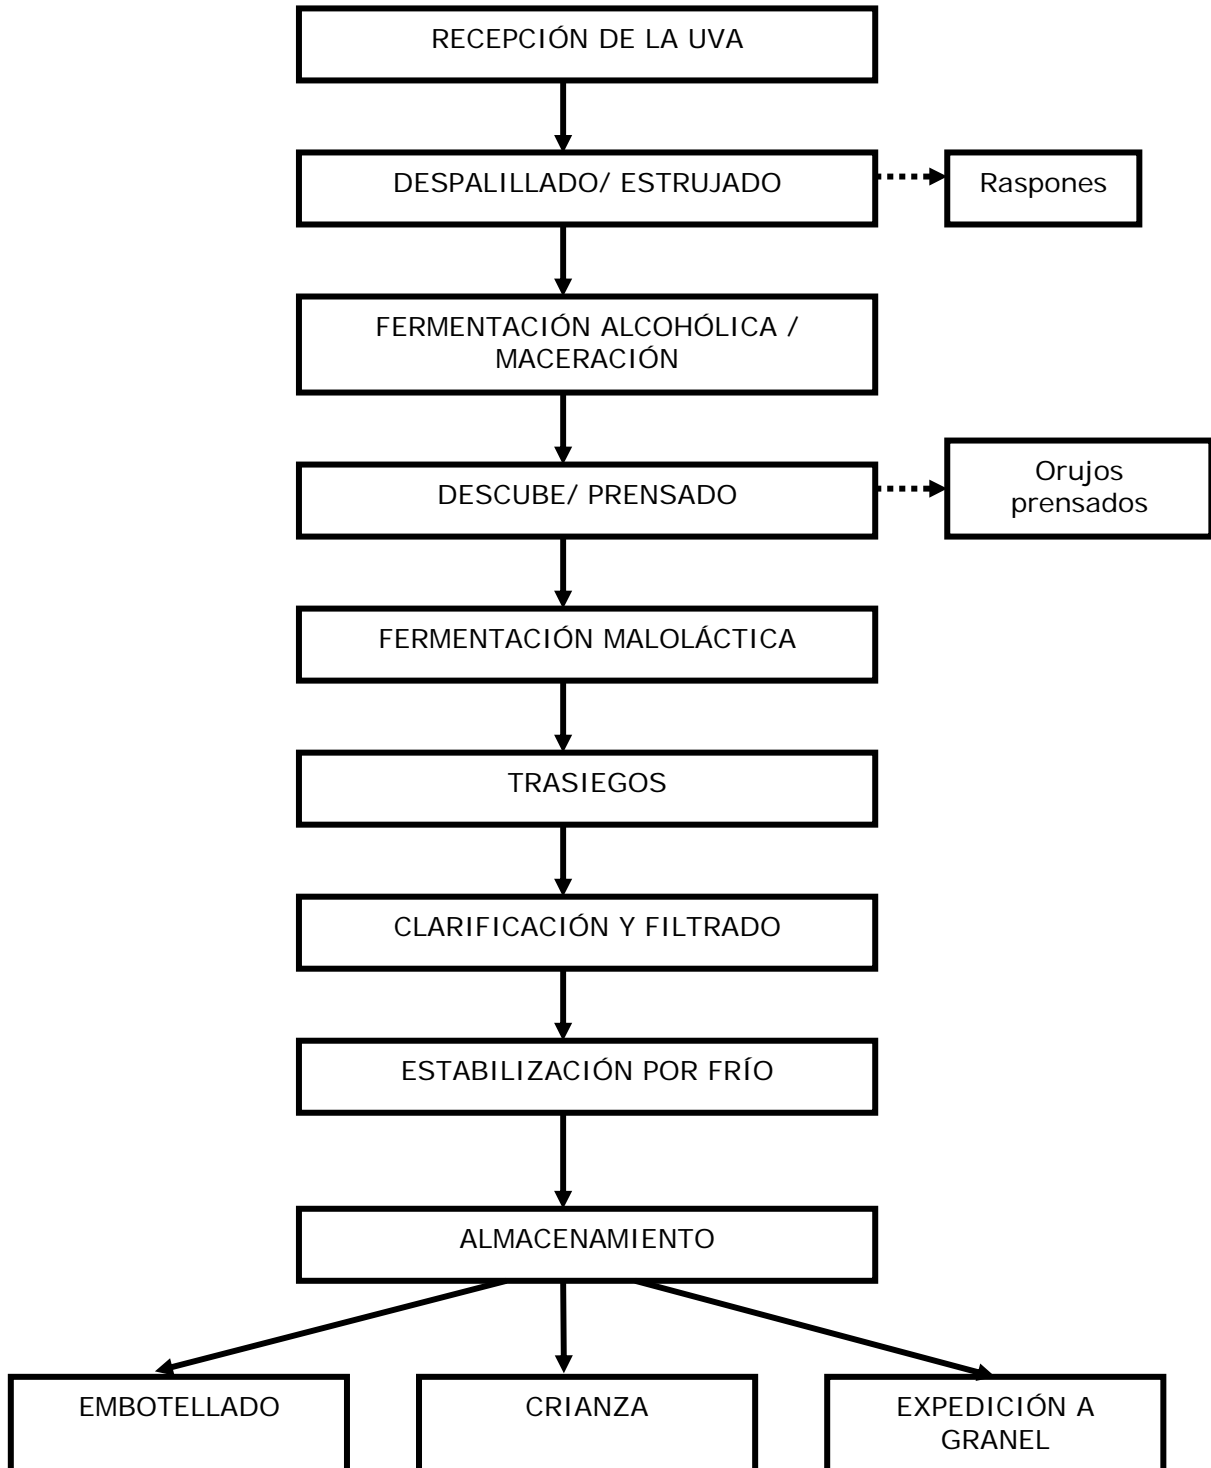 RECEPCIÓN DE LA UVA
DESPALILLADO/ ESTRUJADO
Raspones
FERMENTACIÓN ALCOHÓLICA /
MACERACIÓN
DESCUBE/ PRENSADO
Orujos
prensados
FERMENTACIÓN MALOLÁCTICA
TRASIEGOS
CLARIFICACIÓN Y FILTRADO
ESTABILIZACIÓN POR FRÍO
ALMACENAMIENTO
EMBOTELLADO
CRIANZA
EXPEDICIÓN A
GRANEL